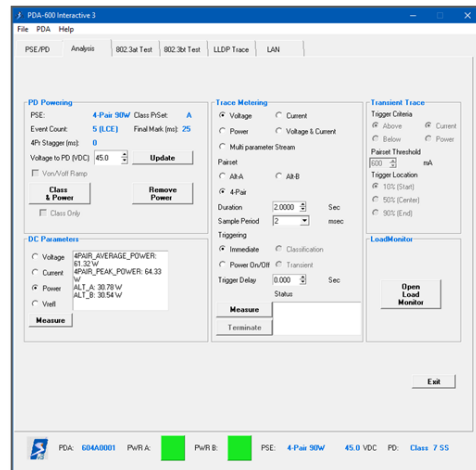 PDA-600 Interactive 3
File PDA Help
PSE/PD Analysis 802.3at Test 802.3bt Test LLDP Trace LAN
PD Powering
PSE: 4-Pair 90W Class PrSet: A
Event Count: 5 (LCE) Final Mark (ms): 25
4Pr Stagger (ms): 0
Voltage to PD (VDC) 45.0 Update
Von/Voff Ramp
Class & Power
Remove Power
Class Only
DC Parameters
Voltage
Current
Power
Vrefl
Measure
4PAIR_AVERAGE_POWER:
61.32 W
4PAIR_PEAK_POWER: 64.33
W
ALT_A: 30.78 W
ALT_B: 30.54 W
Trace Metering
Voltage Current
Power Voltage & Current
Multi parameter Stream
Pairset
Alt-A Alt-B
4-Pair
Duration 2.0000 Sec
Sample Period 2 msec
Triggering
Immediate Classification
Power On/Off Transient
Trigger Delay 0.000 Sec
Status
Measure
Terminate
Transient Trace
Trigger Criteria
Above Current
Below Power
Pairset Threshold
600 mA
Trigger Location
10% (Start)
50% (Center)
90% (End)
LoadMonitor
Open
Load
Monitor
Exit
PDA: 604A0001 PWR A: PWR B: PSE: 4-Pair 90W 45.0 VDC PD: Class 7 SS